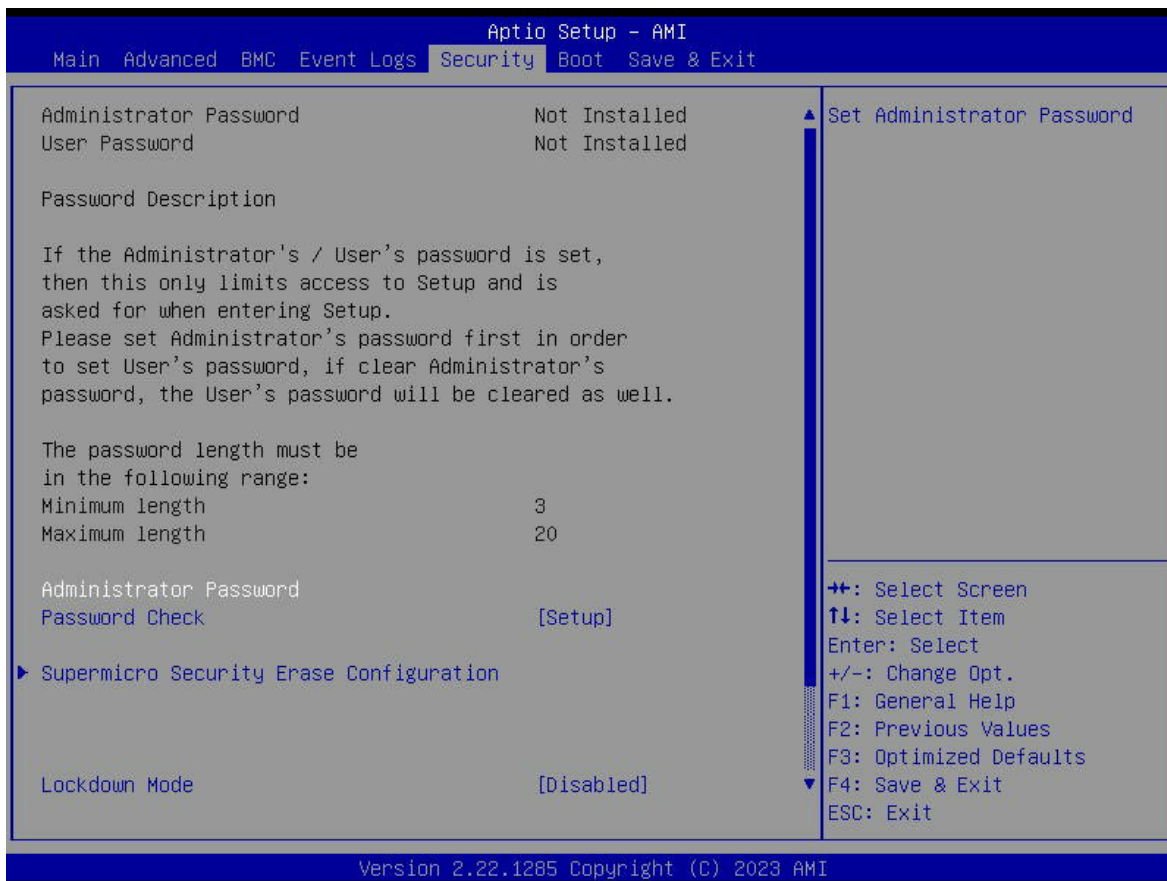 Aptio Setup - AMI
Main Advanced BMC Event Logs Security Boot Save & Exit
Administrator Password Not Installed
User Password Not Installed
Password Description
If the Administrator's / User's password is set,
then this only limits access to Setup and is
asked for when entering Setup.
Please set Administrator's password first in order
to set User's password, if clear Administrator's
password, the User's password will be cleared as well.
The password length must be
in the following range:
Minimum length 3
Maximum length 20
Administrator Password
Password Check [Setup]
Supermicro Security Erase Configuration
Lockdown Mode [Disabled]
Set Administrator Password
→←: Select Screen
↑↓: Select Item
Enter: Select
+/-: Change Opt.
F1: General Help
F2: Previous Values
F3: Optimized Defaults
F4: Save & Exit
ESC: Exit
Version 2.22.1285 Copyright (C) 2023 AMI